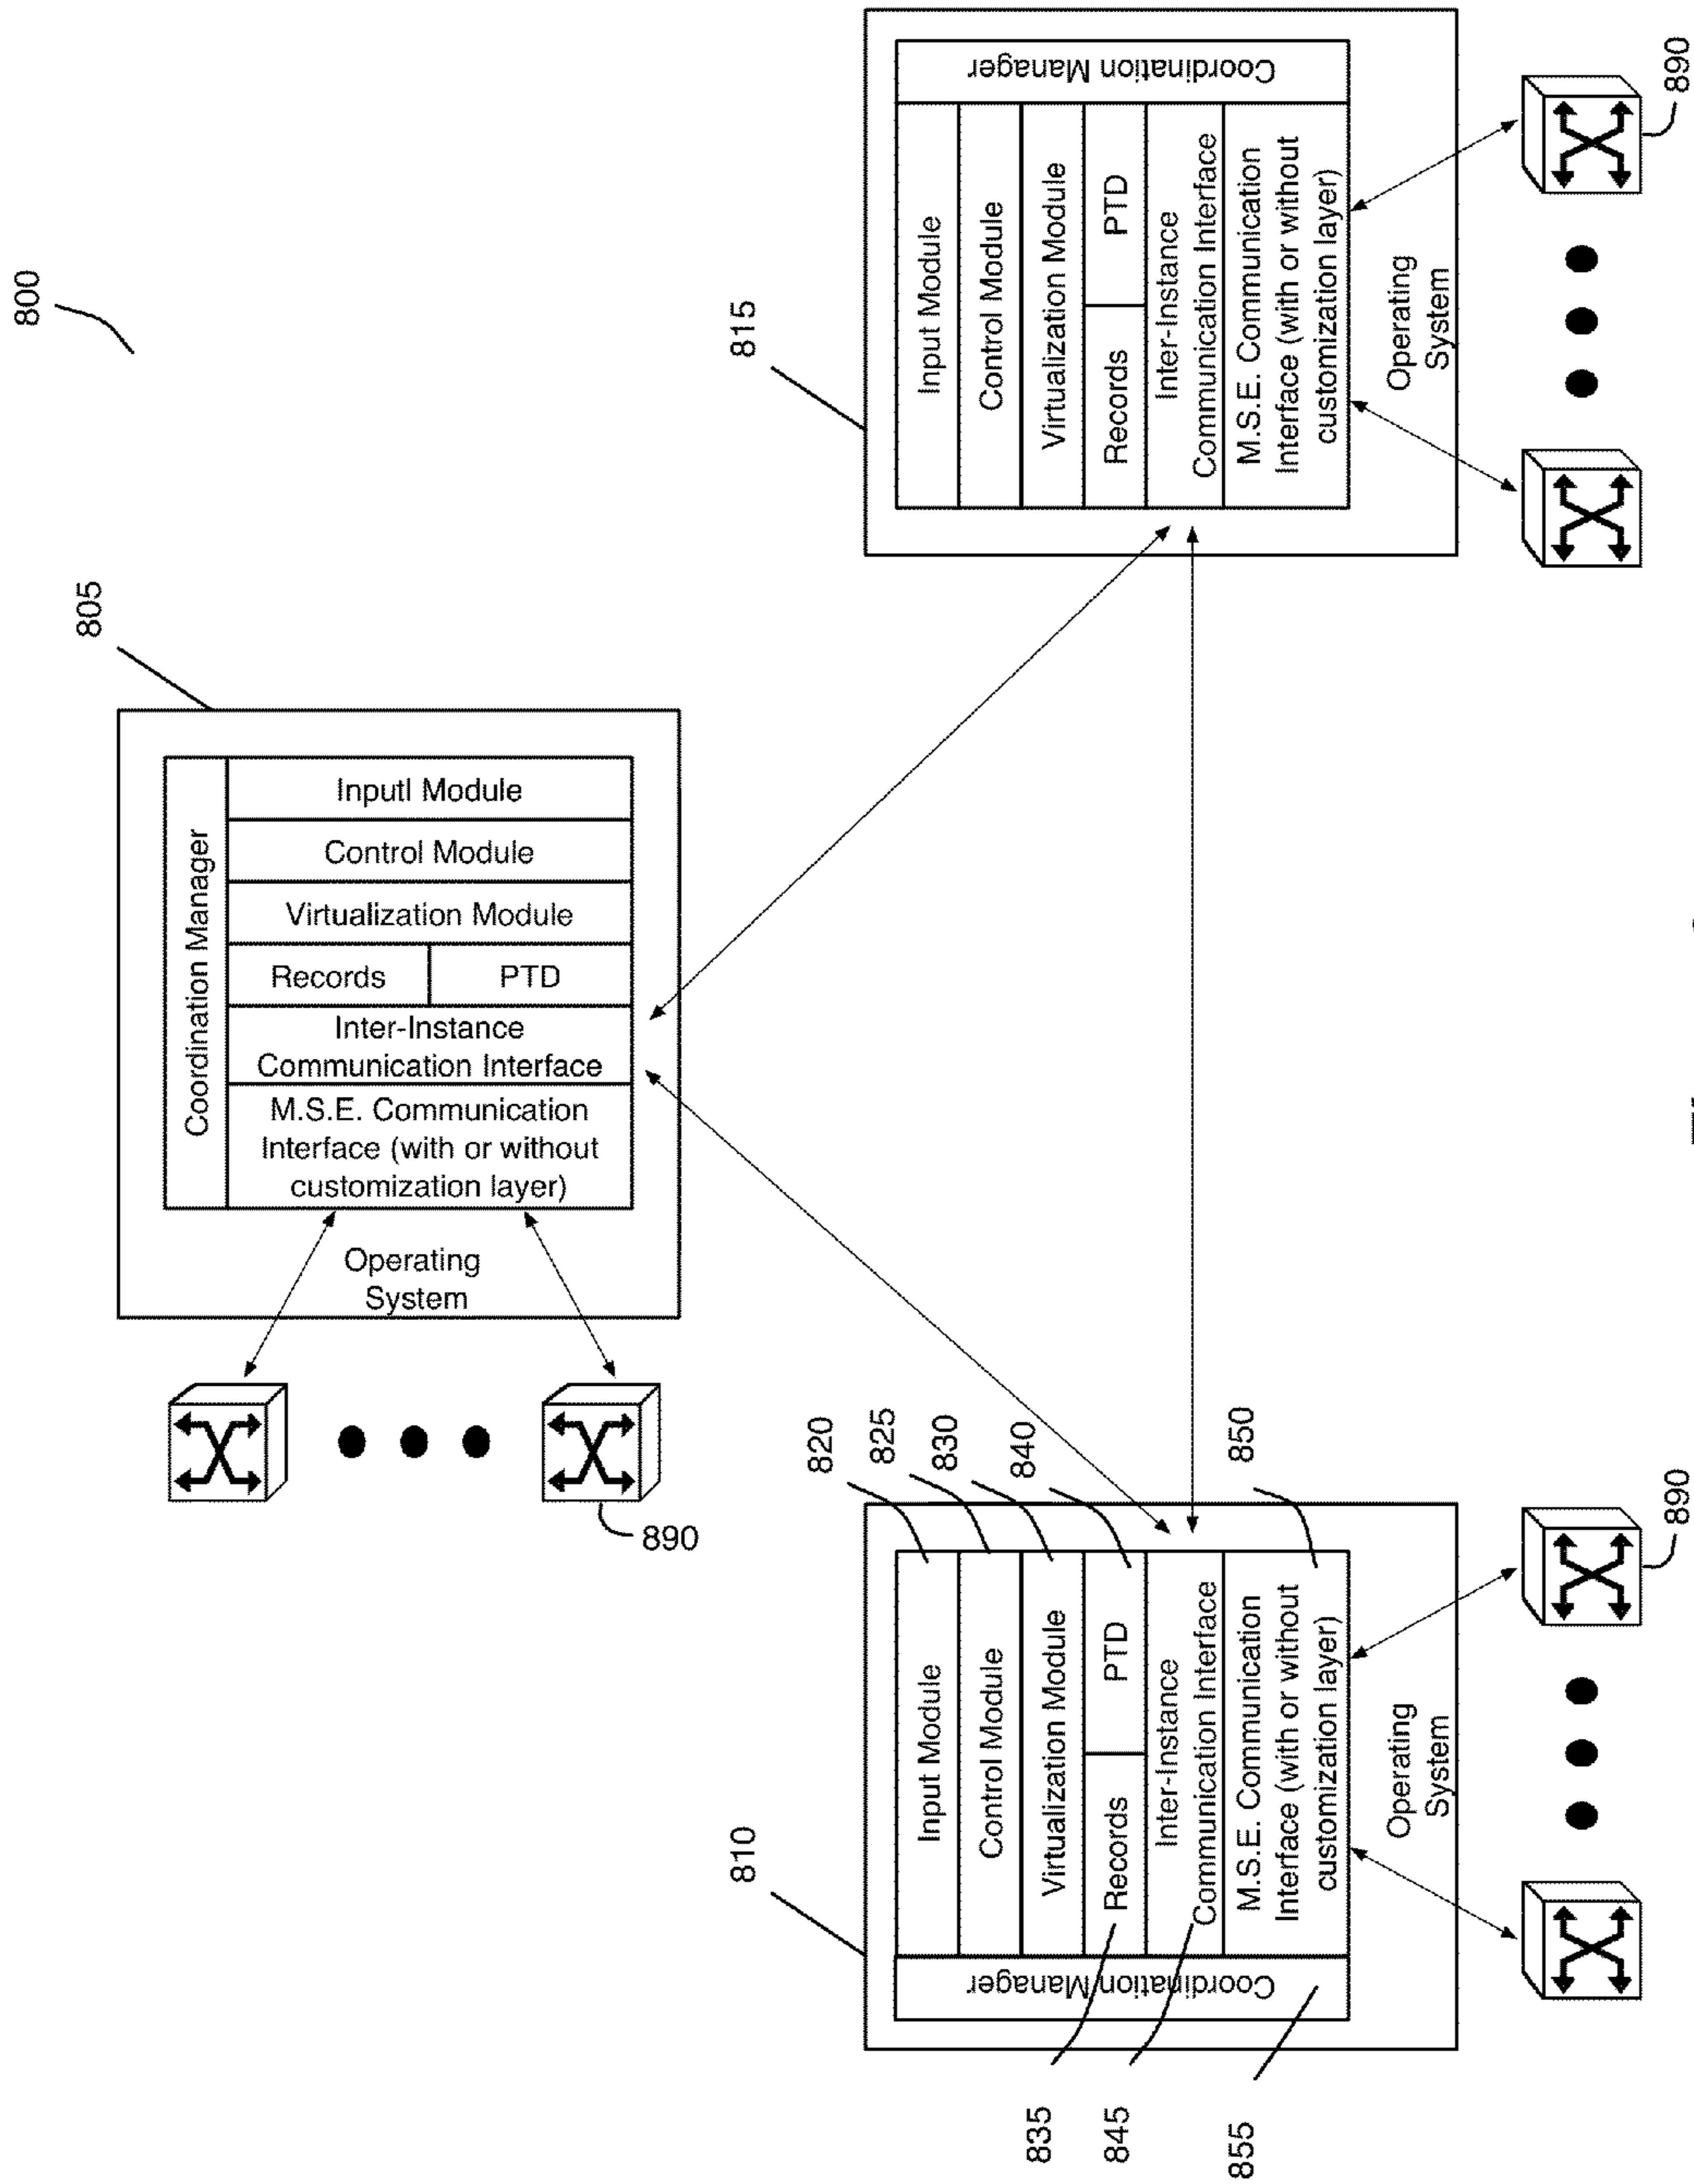 800
805
Coordination Manager
Inputl Module
Control Module
Virtualization Module
Records
PTD
Inter-Instance
Communication Interface
M.S.E. Communication
Interface (with or without
customization layer)
Operating
System
890
810
Coordination Manager
Input Module
Control Module
Virtualization Module
Records
PTD
Inter-Instance
Communication Interface
M.S.E. Communication
Interface (with or without
customization layer)
Operating
System
820
825
830
840
850
835
845
855
890
815
Input Module
Control Module
Virtualization Module
Records
PTD
Inter-Instance
Communication Interface
M.S.E. Communication
Interface (with or without
customization layer)
Coordination Manager
Operating
System
890